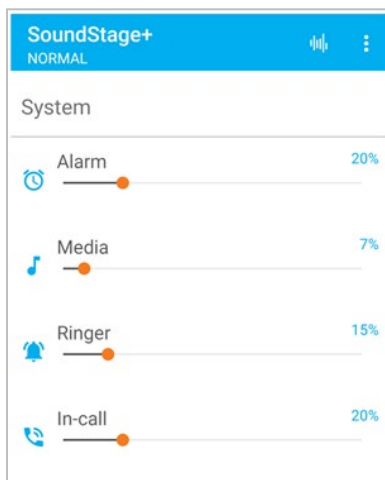 SoundStage+
NORMAL
System
Alarm
20%
Media
7%
Ringer
15%
In-call
20%